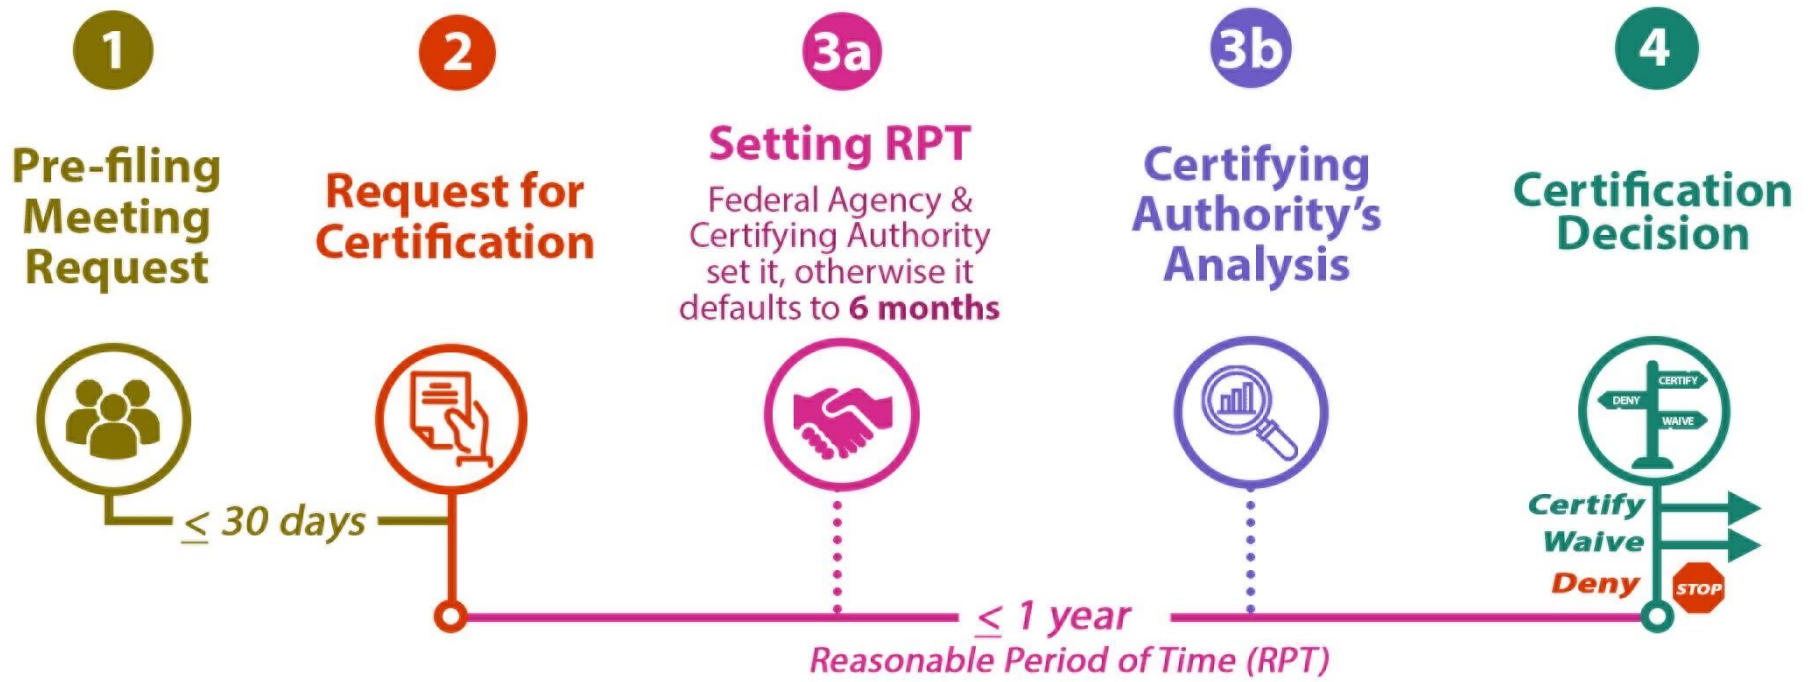 1
Pre-filing
Meeting
Request
≤ 30 days
2
Request for
Certification
3a
Setting RPT
Federal Agency &
Certifying Authority
set it, otherwise it
defaults to 6 months
3b
Certifying
Authority's
Analysis
≤ 1 year
Reasonable Period of Time (RPT)
4
Certification
Decision
CERTIFY
DENY
WAIVE
Certify
Waive
Deny
STOP